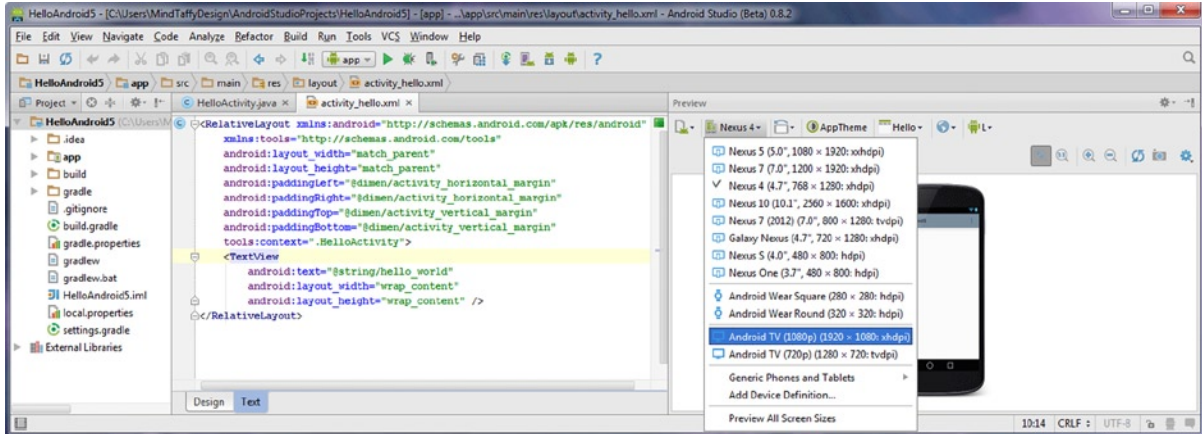 HelloAndroid5 - [C:\Users\MindTaffyDesign\AndroidStudioProjects\HelloAndroid5] - [app] - ...\app\src\main\res\layout\activity_hello.xml - Android Studio (Beta) 0.8.2
File Edit View Navigate Code Analyze Refactor Build Run Tools VCS Window Help
app
HelloAndroid5 app src main res layout activity_hello.xml
Project
HelloActivity.java × activity_hello.xml ×
Preview
HelloAndroid5 (C:\Users\M
.idea
app
build
gradle
.gitignore
build.gradle
gradle.properties
gradlew
gradlew.bat
HelloAndroid5.iml
local.properties
settings.gradle
External Libraries
<RelativeLayout xmlns:android="http://schemas.android.com/apk/res/android"
xmlns:tools="http://schemas.android.com/tools"
android:layout_width="match_parent"
android:layout_height="match_parent"
android:paddingLeft="@dimen/activity_horizontal_margin"
android:paddingRight="@dimen/activity_horizontal_margin"
android:paddingTop="@dimen/activity_vertical_margin"
android:paddingBottom="@dimen/activity_vertical_margin"
tools:context=".HelloActivity">
<TextView
android:text="@string/hello_world"
android:layout_width="wrap_content"
android:layout_height="wrap_content" />
</RelativeLayout>
Design Text
Nexus 4 AppTheme Hello L
Nexus 5 (5.0", 1080 × 1920: xxhdpi)
Nexus 7 (7.0", 1200 × 1920: xhdpi)
Nexus 4 (4.7", 768 × 1280: xhdpi)
Nexus 10 (10.1", 2560 × 1600: xhdpi)
Nexus 7 (2012) (7.0", 800 × 1280: tvdpi)
Galaxy Nexus (4.7", 720 × 1280: xhdpi)
Nexus S (4.0", 480 × 800: hdpi)
Nexus One (3.7", 480 × 800: hdpi)
Android Wear Square (280 × 280: hdpi)
Android Wear Round (320 × 320: hdpi)
Android TV (1080p) (1920 × 1080: xhdpi)
Android TV (720p) (1280 × 720: tvdpi)
Generic Phones and Tablets
Add Device Definition...
Preview All Screen Sizes
10:14 CRLF UTF-8